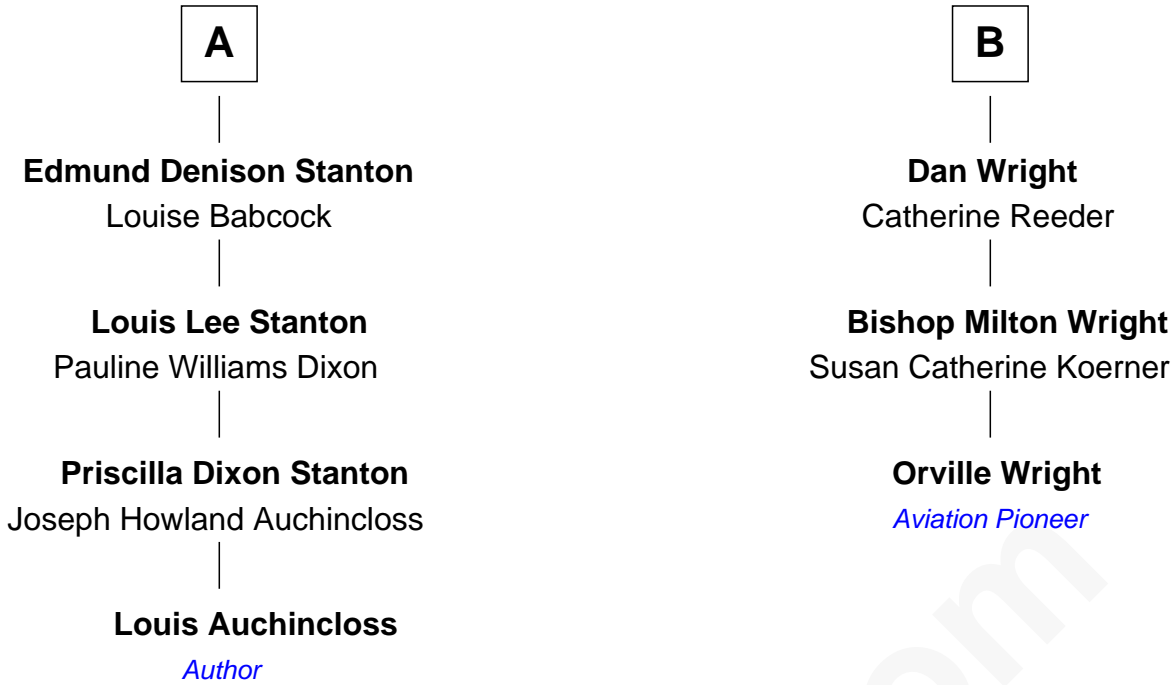 A
Edmund Denison Stanton
Louise Babcock
Louis Lee Stanton
Pauline Williams Dixon
Priscilla Dixon Stanton
Joseph Howland Auchincloss
Louis Auchincloss
Author
B
Dan Wright
Catherine Reeder
Bishop Milton Wright
Susan Catherine Koerner
Orville Wright
Aviation Pioneer
om